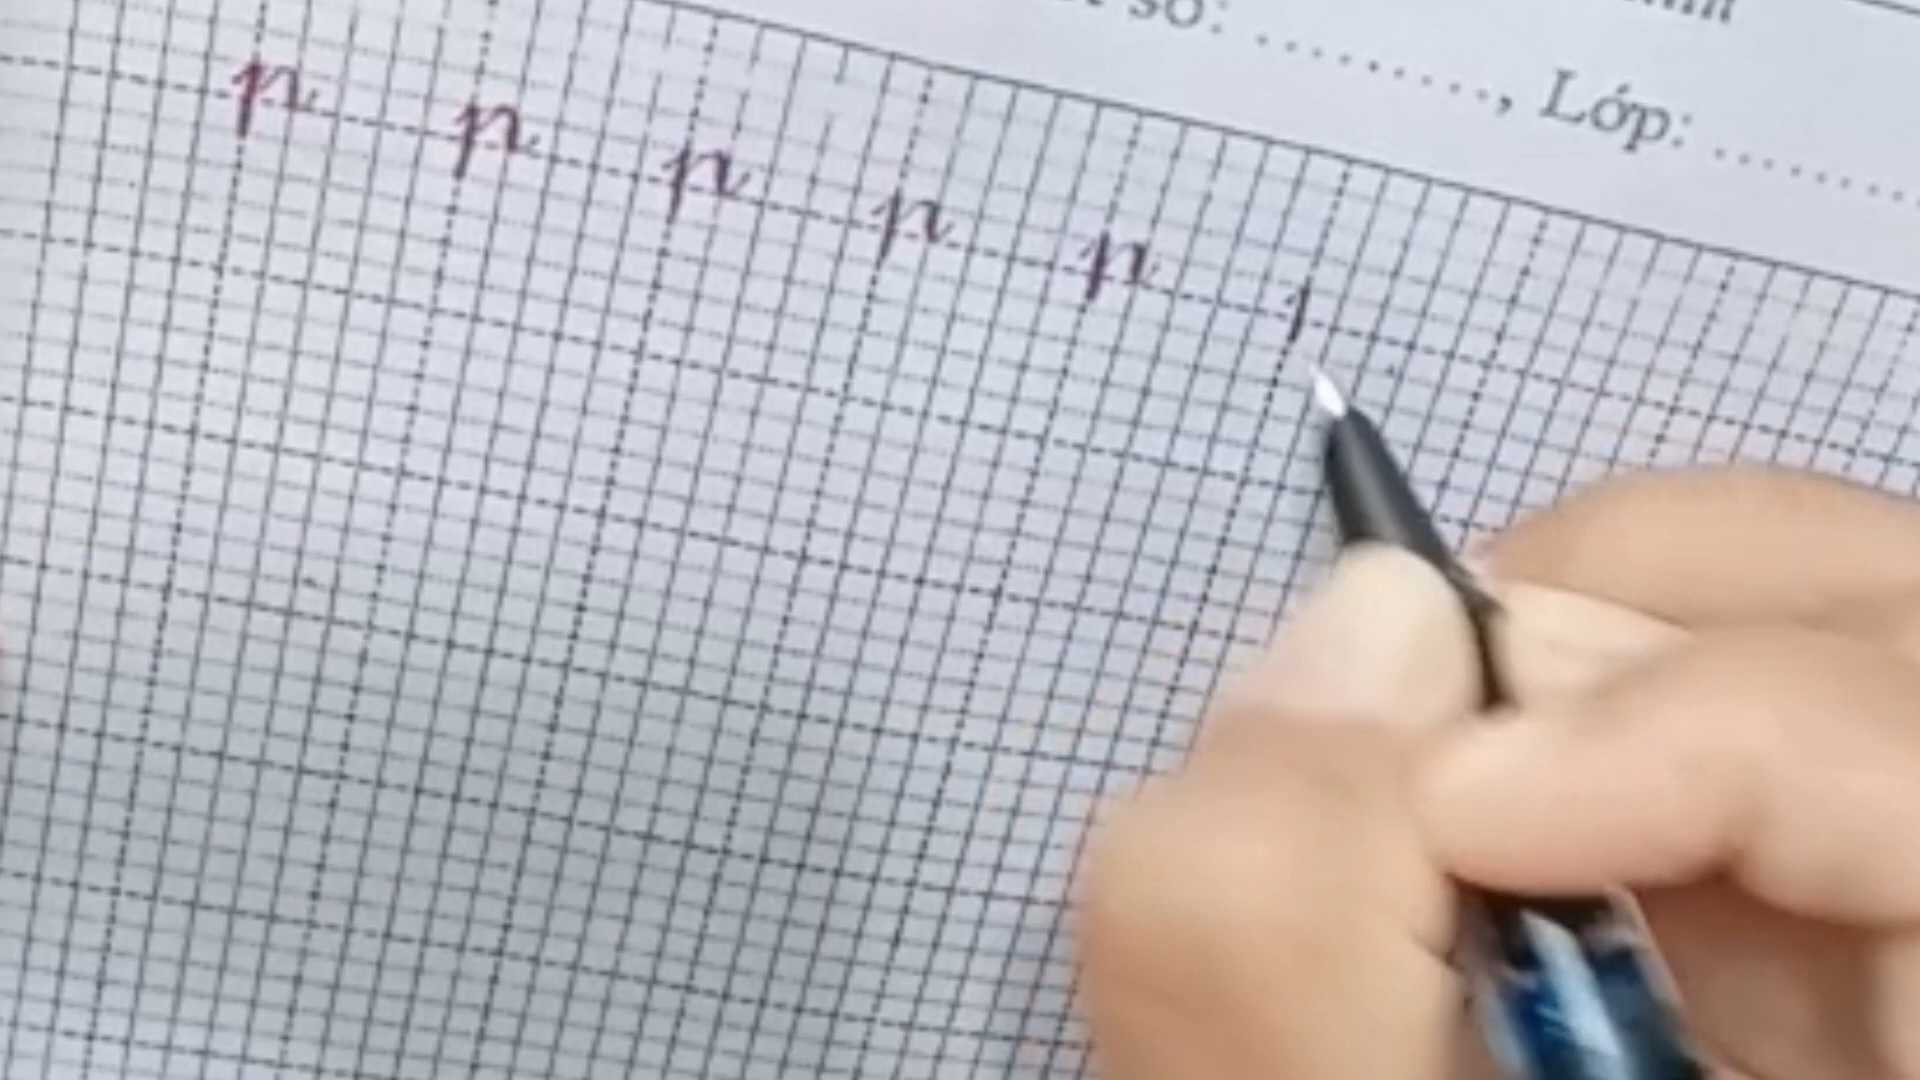 số: ........., Lớp: .........
p p p p p